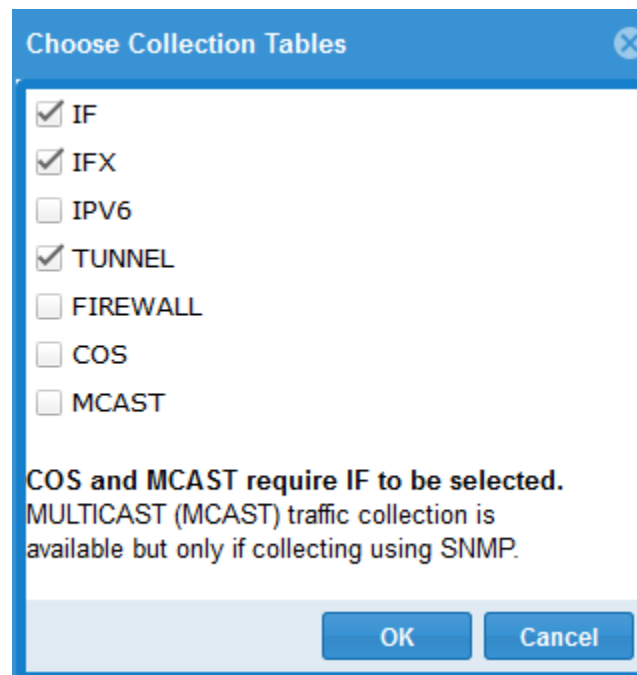 Choose Collection Tables
IF
IFX
IPV6
TUNNEL
FIREWALL
COS
MCAST
COS and MCAST require IF to be selected.
MULTICAST (MCAST) traffic collection is
available but only if collecting using SNMP.
OK Cancel